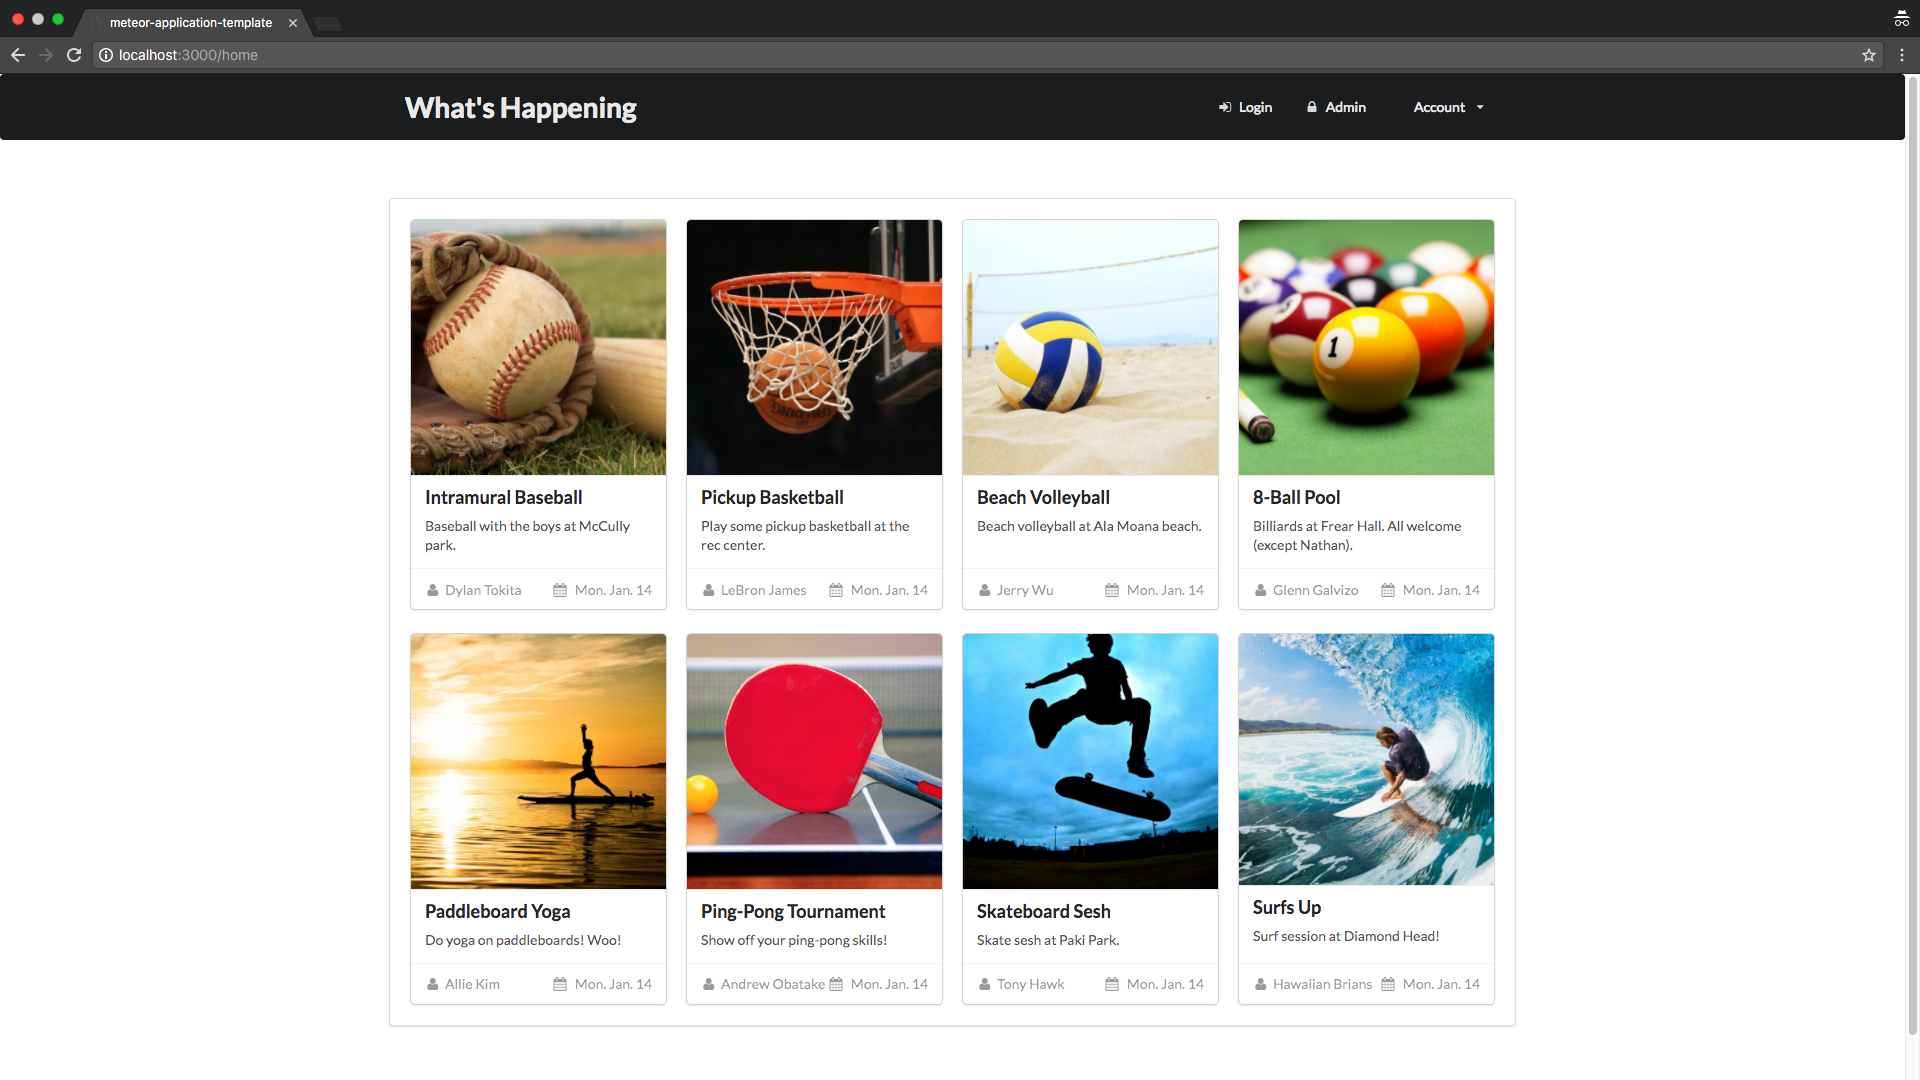 meteor-application-template
localhost:3000/home
What's Happening
Login
Admin
Account
1
SPALDING
Intramural Baseball
Baseball with the boys at McCully
park.
Dylan Tokita
Mon. Jan. 14
Pickup Basketball
Play some pickup basketball at the
rec center.
LeBron James
Mon. Jan. 14
Beach Volleyball
Beach volleyball at Ala Moana beach.
Jerry Wu
Mon. Jan. 14
8-Ball Pool
Billiards at Frear Hall. All welcome
(except Nathan).
Glenn Galvizo
Mon. Jan. 14
Paddleboard Yoga
Do yoga on paddleboards! Woo!
Allie Kim
Mon. Jan. 14
Ping-Pong Tournament
Show off your ping-pong skills!
Andrew Obatake
Mon. Jan. 14
Skateboard Sesh
Skate sesh at Paki Park.
Tony Hawk
Mon. Jan. 14
Surfs Up
Surf session at Diamond Head!
Hawaiian Brians
Mon. Jan. 14